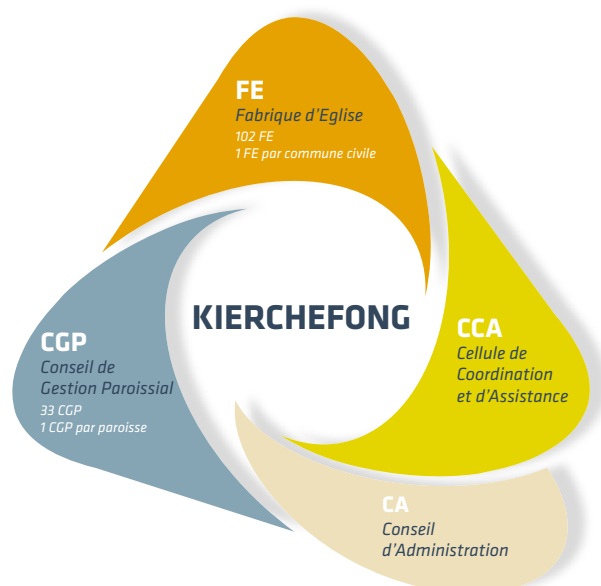 FE
Fabrique d'Eglise
102 FE
1 FE par commune civile
KIERCHEFONG
CCA
Cellule de
Coordination
et d'Assistance
CGP
Conseil de
Gestion Paroissial
33 CGP
1 CGP par paroisse
CA
Conseil
d'Administration